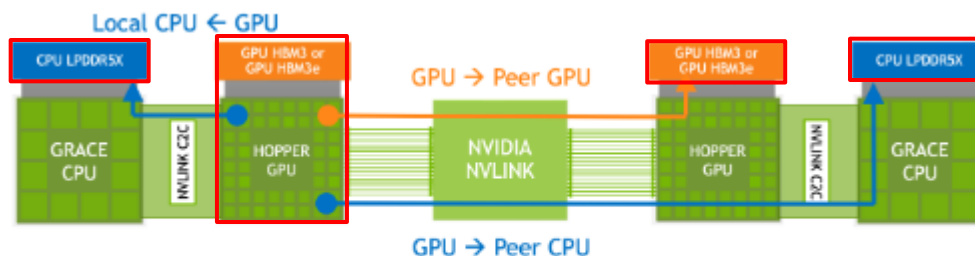 Local CPU ← GPU
CPU LPDDR5X
GPU HBM3 or
GPU HBM3e
GPU → Peer GPU
GPU HBM3 or
GPU HBM3e
CPU LPDDR5X
GRACE
CPU
NVLINK C2C
HOPPER
GPU
NVIDIA
NVLINK
HOPPER
GPU
NVLINK C2C
GRACE
CPU
GPU → Peer CPU